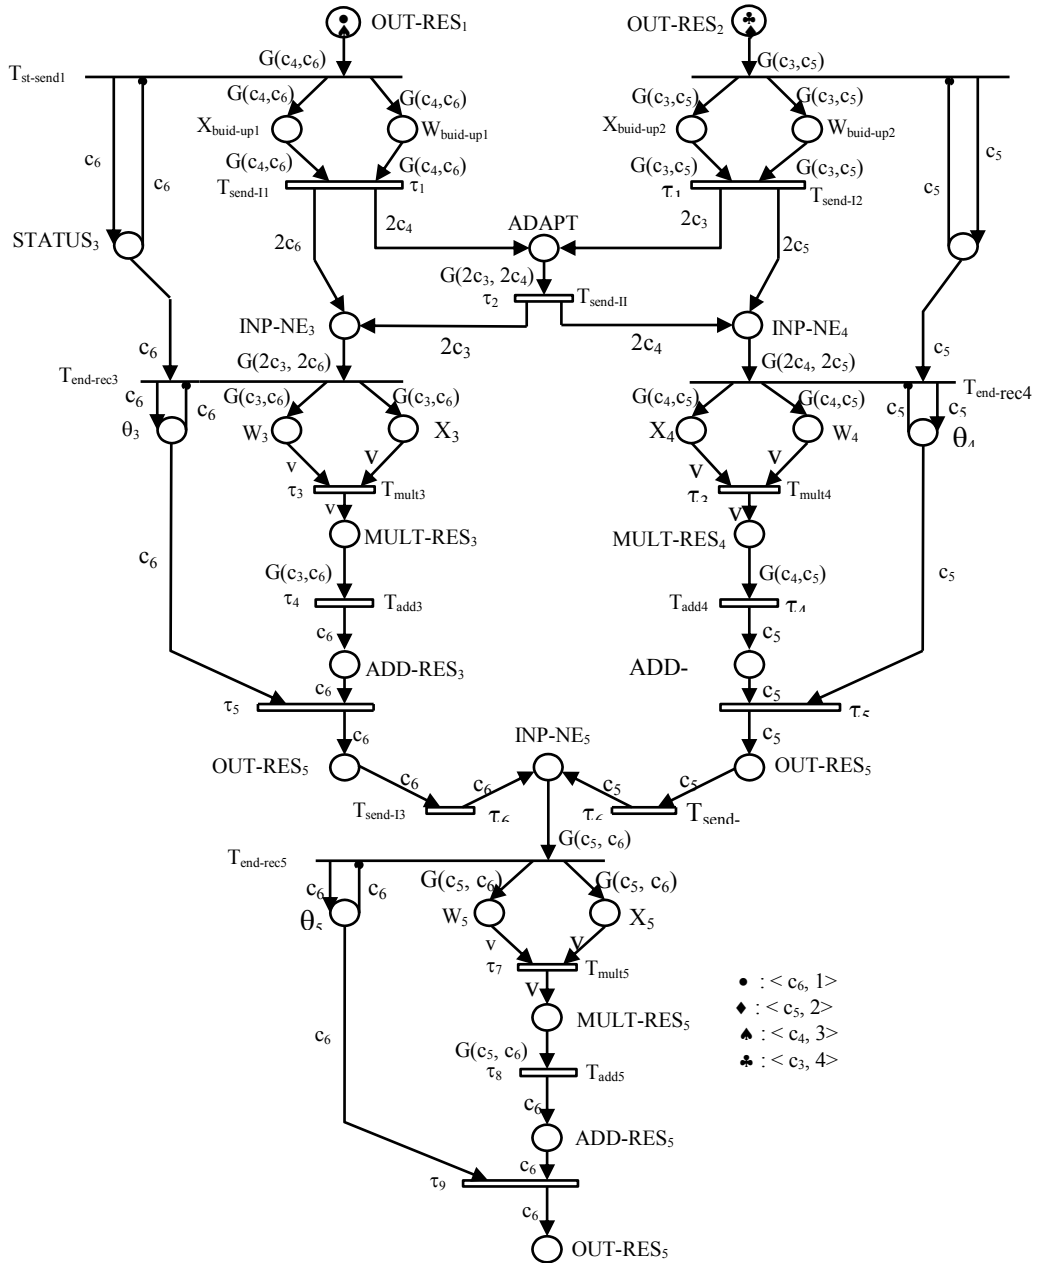 OUT-RES1
OUT-RES2
G(c4,c6)
G(c3,c5)
Tst-send1
G(c4,c6)
G(c4,c6)
G(c3,c5)
G(c3,c5)
Xbuid-up1
Wbuid-up1
Xbuid-up2
Wbuid-up2
c6
c6
G(c4,c6)
G(c4,c6)
G(c3,c5)
G(c3,c5)
c5
c5
Tsend-I1
τ1
τ1
Tsend-I2
STATUS3
2c6
2c4
ADAPT
2c3
2c5
G(2c3, 2c4)
τ2
Tsend-II
INP-NE3
INP-NE4
2c3
2c4
c6
G(2c3, 2c6)
G(2c4, 2c5)
c5
Tend-rec3
Tend-rec4
c6
c6
G(c3,c6)
G(c3,c6)
G(c4,c5)
G(c4,c5)
c5
c5
θ3
W3
X3
X4
W4
θ4
v
v
v
v
τ3
Tmult3
τ3
Tmult4
v
v
MULT-RES3
MULT-RES4
c6
G(c3,c6)
G(c4,c5)
c5
τ4
Tadd3
Tadd4
τ4
c6
c5
ADD-RES3
ADD-
c6
c5
τ5
τ5
c6
c5
OUT-RES5
INP-NE5
OUT-RES5
c6
c6
c5
c5
Tsend-I3
τ6
τ6
Tsend-
G(c5, c6)
Tend-rec5
c6
c6
G(c5, c6)
G(c5, c6)
θ5
W5
X5
v
v
τ7
Tmult5
v
MULT-RES5
c6
G(c5, c6)
τ8
Tadd5
c6
ADD-RES5
c6
τ9
c6
OUT-RES5
● : < c6, 1>
♦ : < c5, 2>
♠ : < c4, 3>
♣ : < c3, 4>